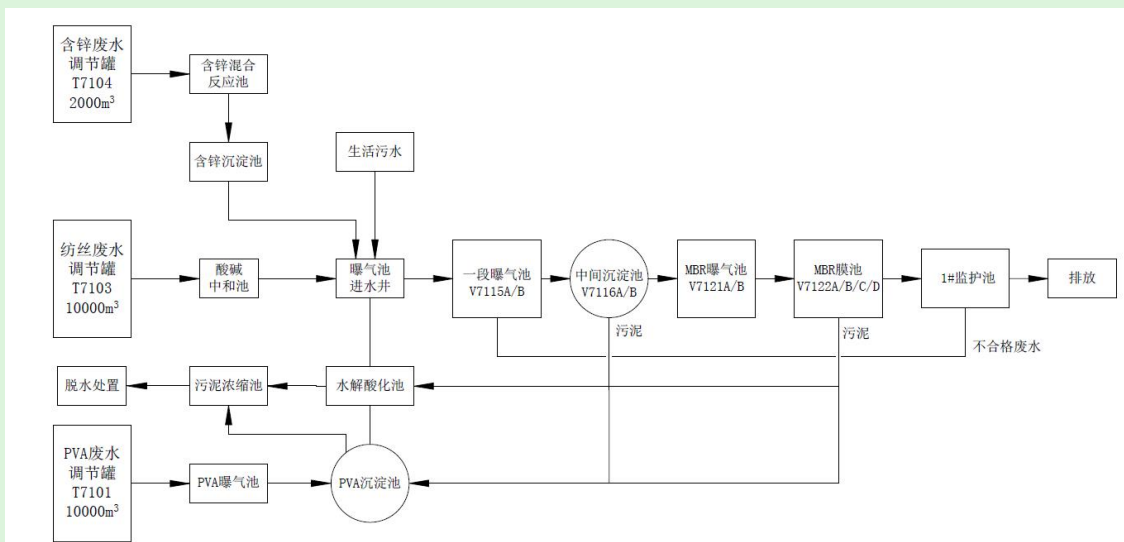 含锌废水
调节罐
T7104
2000m³
含锌混合
反应池
含锌沉淀池
生活污水
纺丝废水
调节罐
T7103
10000m³
酸碱
中和池
曝气池
进水井
一段曝气池
V7115A/B
中间沉淀池
V7116A/B
MBR曝气池
V7121A/B
MBR膜池
V7122A/B/C/D
1#监护池
排放
污泥
污泥
不合格废水
脱水处置
污泥浓缩池
水解酸化池
PVA废水
调节罐
T7101
10000m³
PVA曝气池
PVA沉淀池